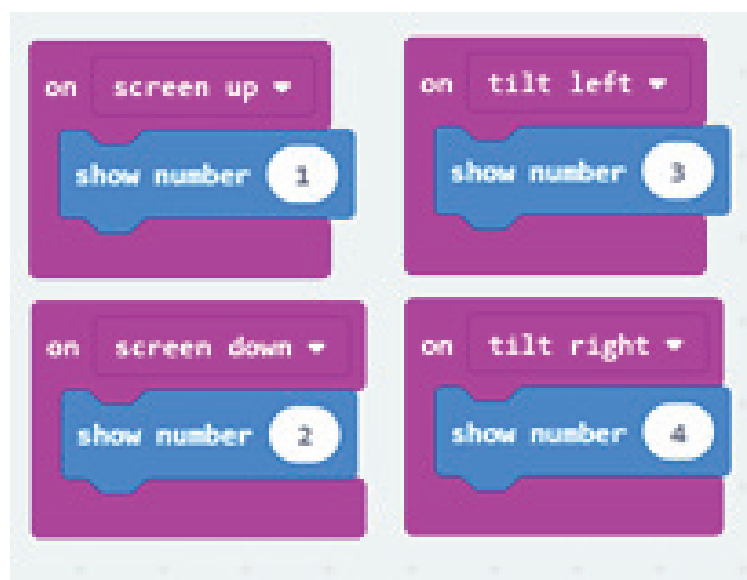 on screen up
show number 1
on tilt left
show number 3
on screen down
show number 2
on tilt right
show number 4